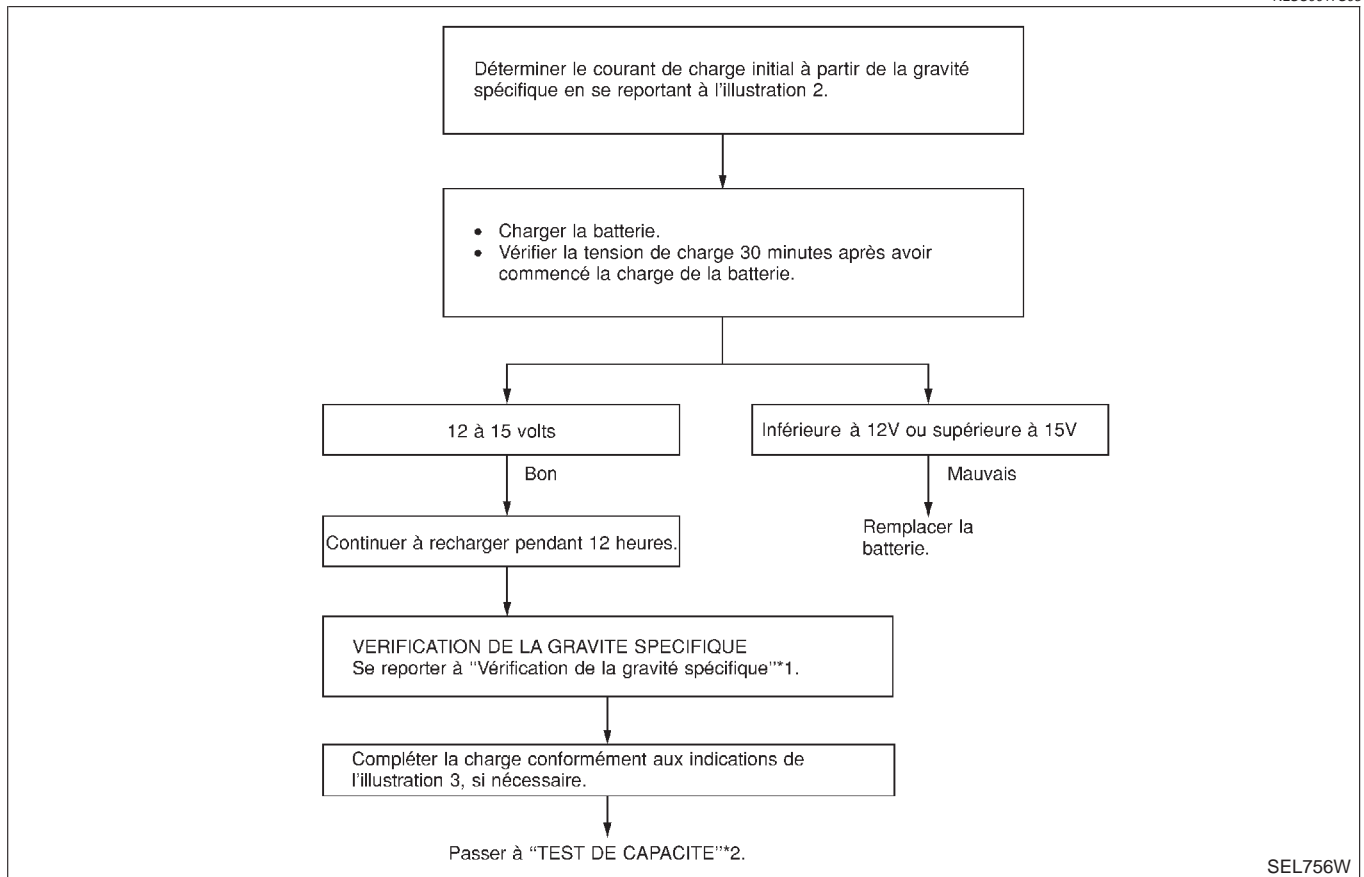 Déterminer le courant de charge initial à partir de la gravité
spécifique en se reportant à l'illustration 2.
• Charger la batterie.
• Vérifier la tension de charge 30 minutes après avoir
commencé la charge de la batterie.
12 à 15 volts
Inférieure à 12V ou supérieure à 15V
Bon
Mauvais
Continuer à recharger pendant 12 heures.
Remplacer la
batterie.
VERIFICATION DE LA GRAVITE SPECIFIQUE
Se reporter à "Vérification de la gravité spécifique"*1.
Compléter la charge conformément aux indications de
l'illustration 3, si nécessaire.
Passer à "TEST DE CAPACITE"*2.
SEL756W